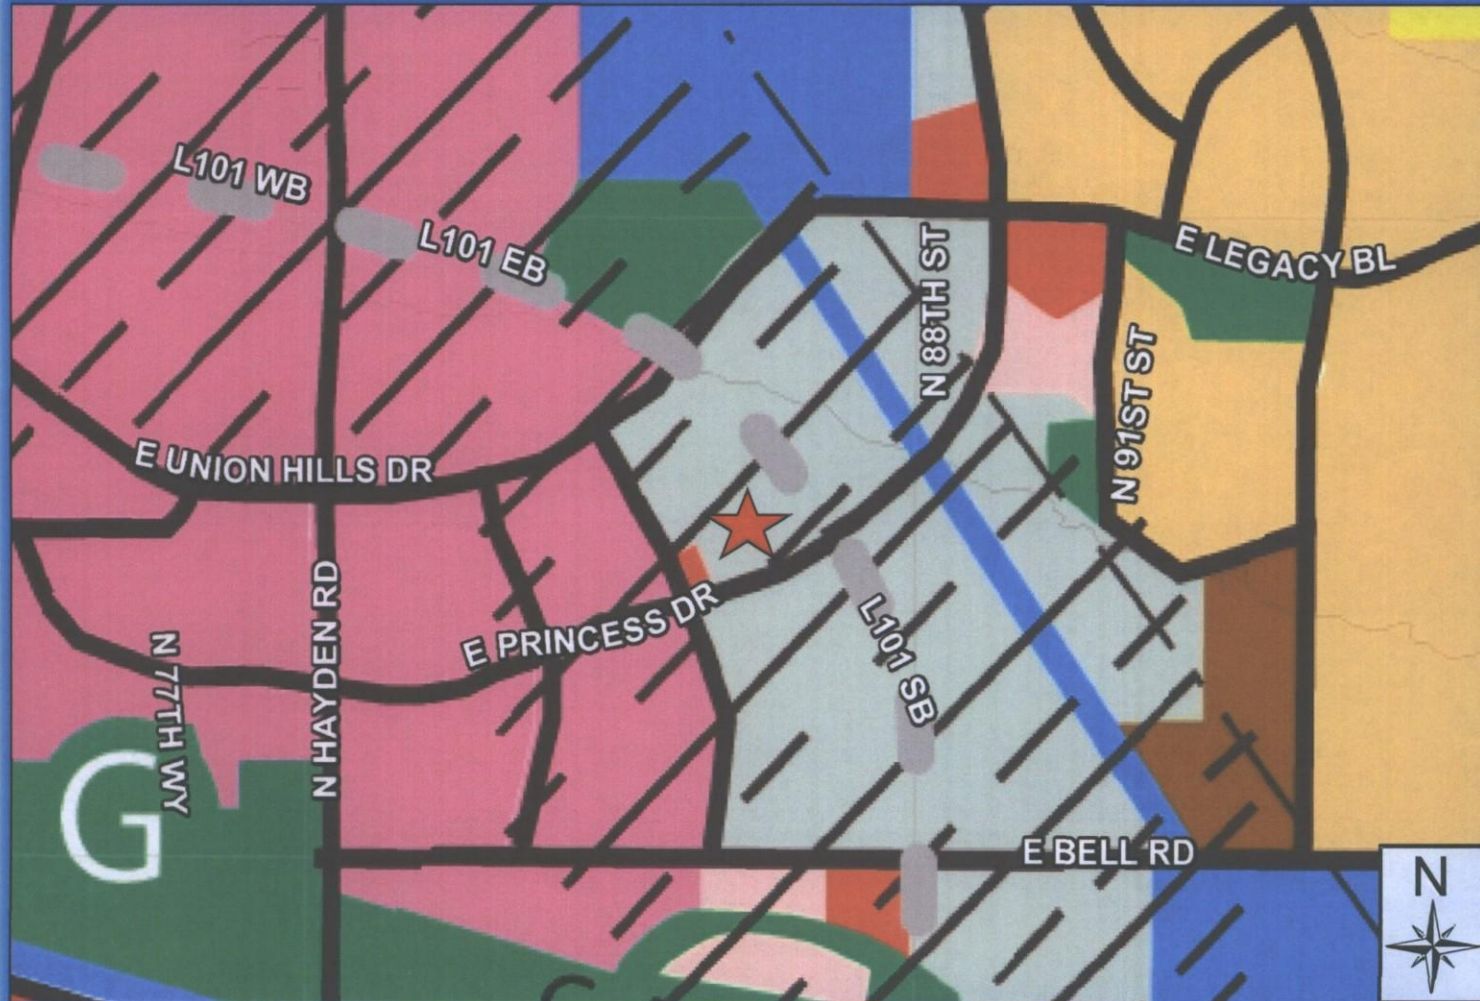 L101 WB
L101 EB
E LEGACY BL
N 88TH ST
N 91ST ST
E UNION HILLS DR
N HAYDEN RD
E PRINCESS DR
L101 SB
N 77TH WY
G
E BELL RD
N